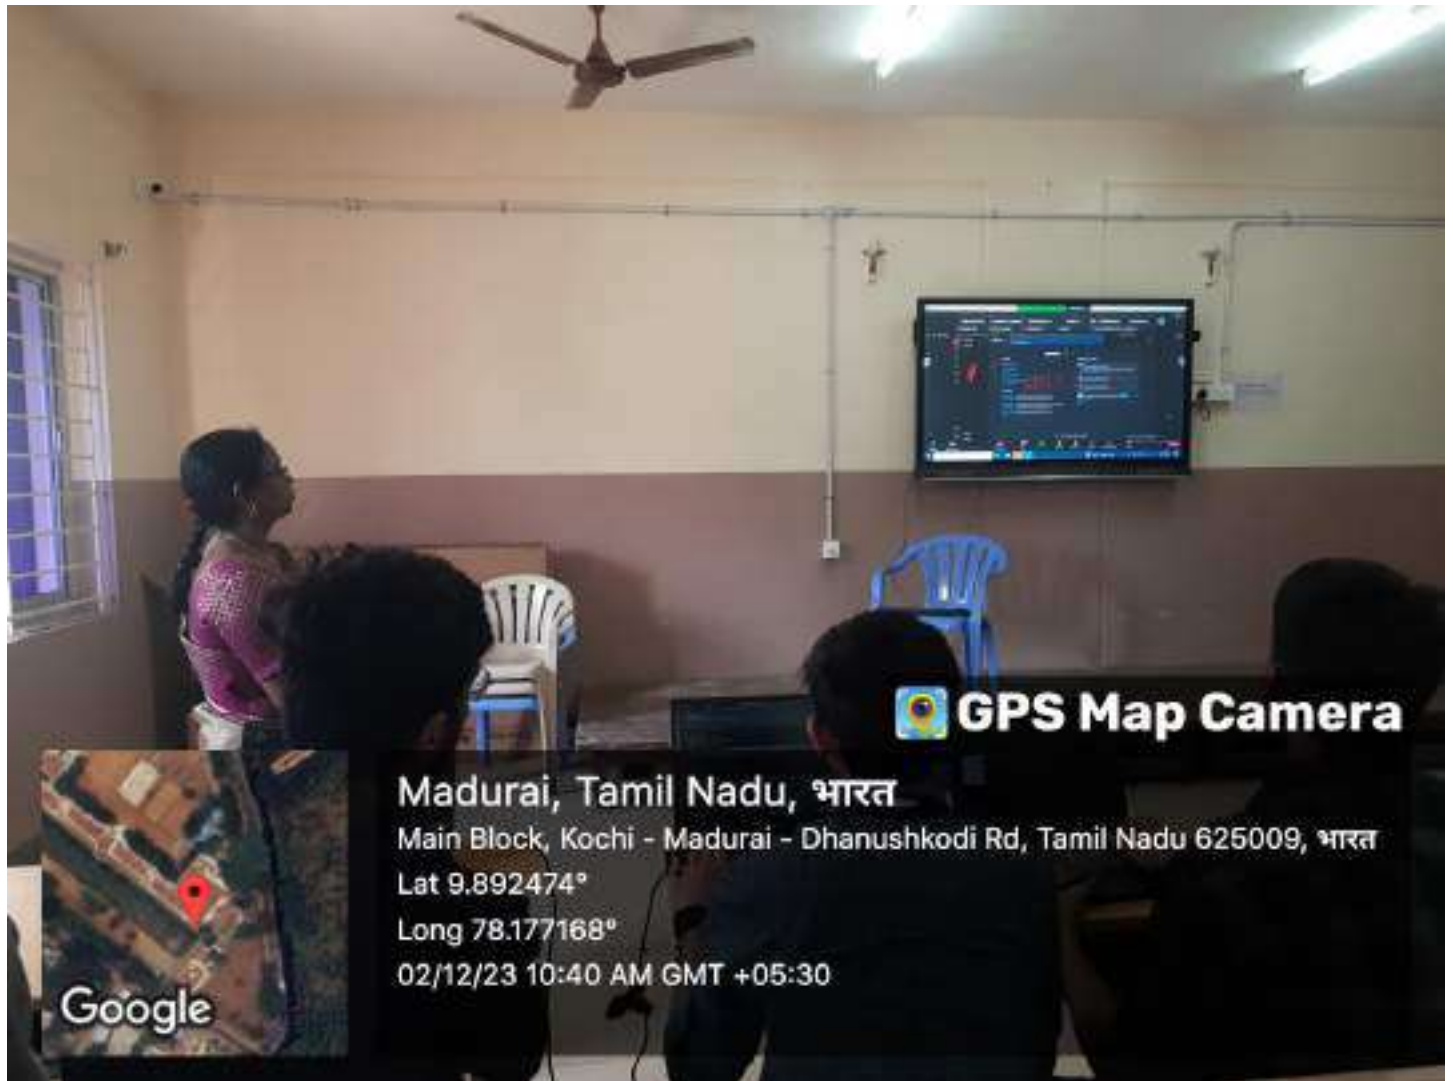 GPS Map Camera
Madurai, Tamil Nadu, भारत
Main Block, Kochi - Madurai - Dhanushkodi Rd, Tamil Nadu 625009, भारत
Lat 9.892474°
Long 78.177168°
02/12/23 10:40 AM GMT +05:30
Google